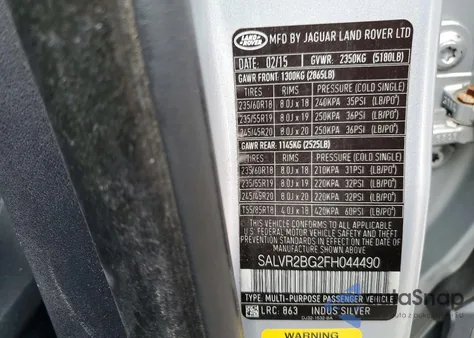 LAND ROVER
MFG BY JAGUAR LAND ROVER LTD
DATE: 02/15 GVWR: 2350KG (5180LB)
GAWR FRONT: 1300KG (2865LB)
TIRES RIMS PRESSURE (COLD SINGLE)
235/60R18 8.0J x 18 240KPA 35PSI (LB/PO²)
235/55R19 8.0J x 19 250KPA 36PSI (LB/PO²)
245/45R20 8.0J x 20 250KPA 36PSI (LB/PO²)
GAWR REAR: 1145KG (2525LB)
TIRES RIMS PRESSURE (COLD SINGLE)
235/60R18 8.0J x 18 210KPA 31PSI (LB/PO²)
235/55R19 8.0J x 19 220KPA 32PSI (LB/PO²)
245/45R20 8.0J x 20 220KPA 32PSI (LB/PO²)
T55/85R18 4.0J x 18 420KPA 60PSI (LB/PO²)
THIS VEHICLE CONFORMS TO ALL APPLICABLE
FEDERAL MOTOR VEHICLE SAFETY AND THEFT
PREVENTION STANDARDS IN EFFECT ON THE DATE
OF MANUFACTURE SHOWN ABOVE
SALVR2BG2FH044490
TYPE: MULTI-PURPOSE PASSENGER VEHICLE
LRC: 863 INDUS SILVER
WARNING